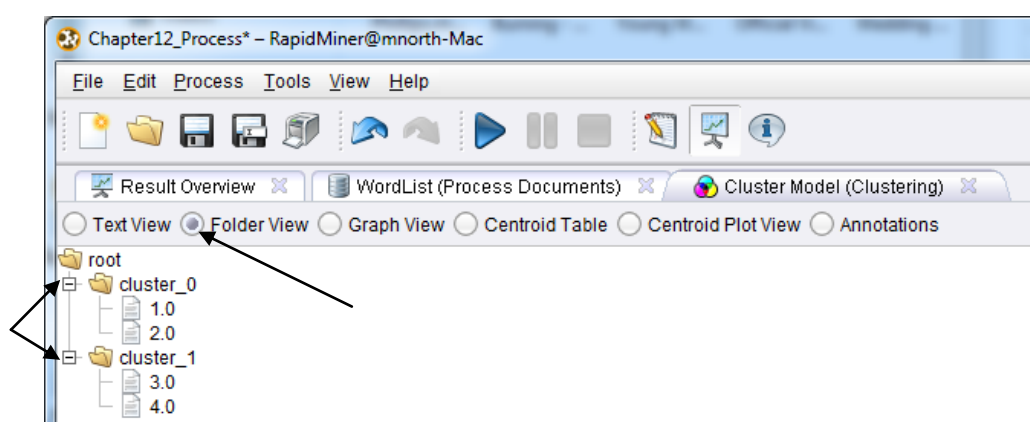 Chapter12_Process* – RapidMiner@mnorth-Mac
File Edit Process Tools View Help
Result Overview WordList (Process Documents) Cluster Model (Clustering)
Text View Folder View Graph View Centroid Table Centroid Plot View Annotations
root
cluster_0
1.0
2.0
cluster_1
3.0
4.0